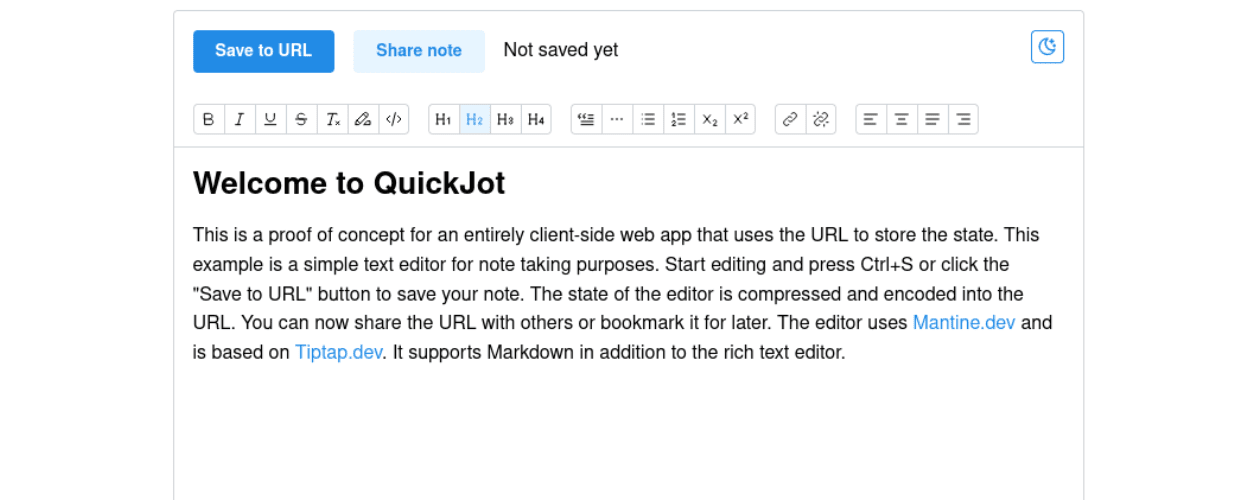 Save to URL Share note Not saved yet
B I U S Tx </> H1 H2 H3 H4 x2 x2
Welcome to QuickJot
This is a proof of concept for an entirely client-side web app that uses the URL to store the state. This
example is a simple text editor for note taking purposes. Start editing and press Ctrl+S or click the
"Save to URL" button to save your note. The state of the editor is compressed and encoded into the
URL. You can now share the URL with others or bookmark it for later. The editor uses Mantine.dev and
is based on Tiptap.dev. It supports Markdown in addition to the rich text editor.